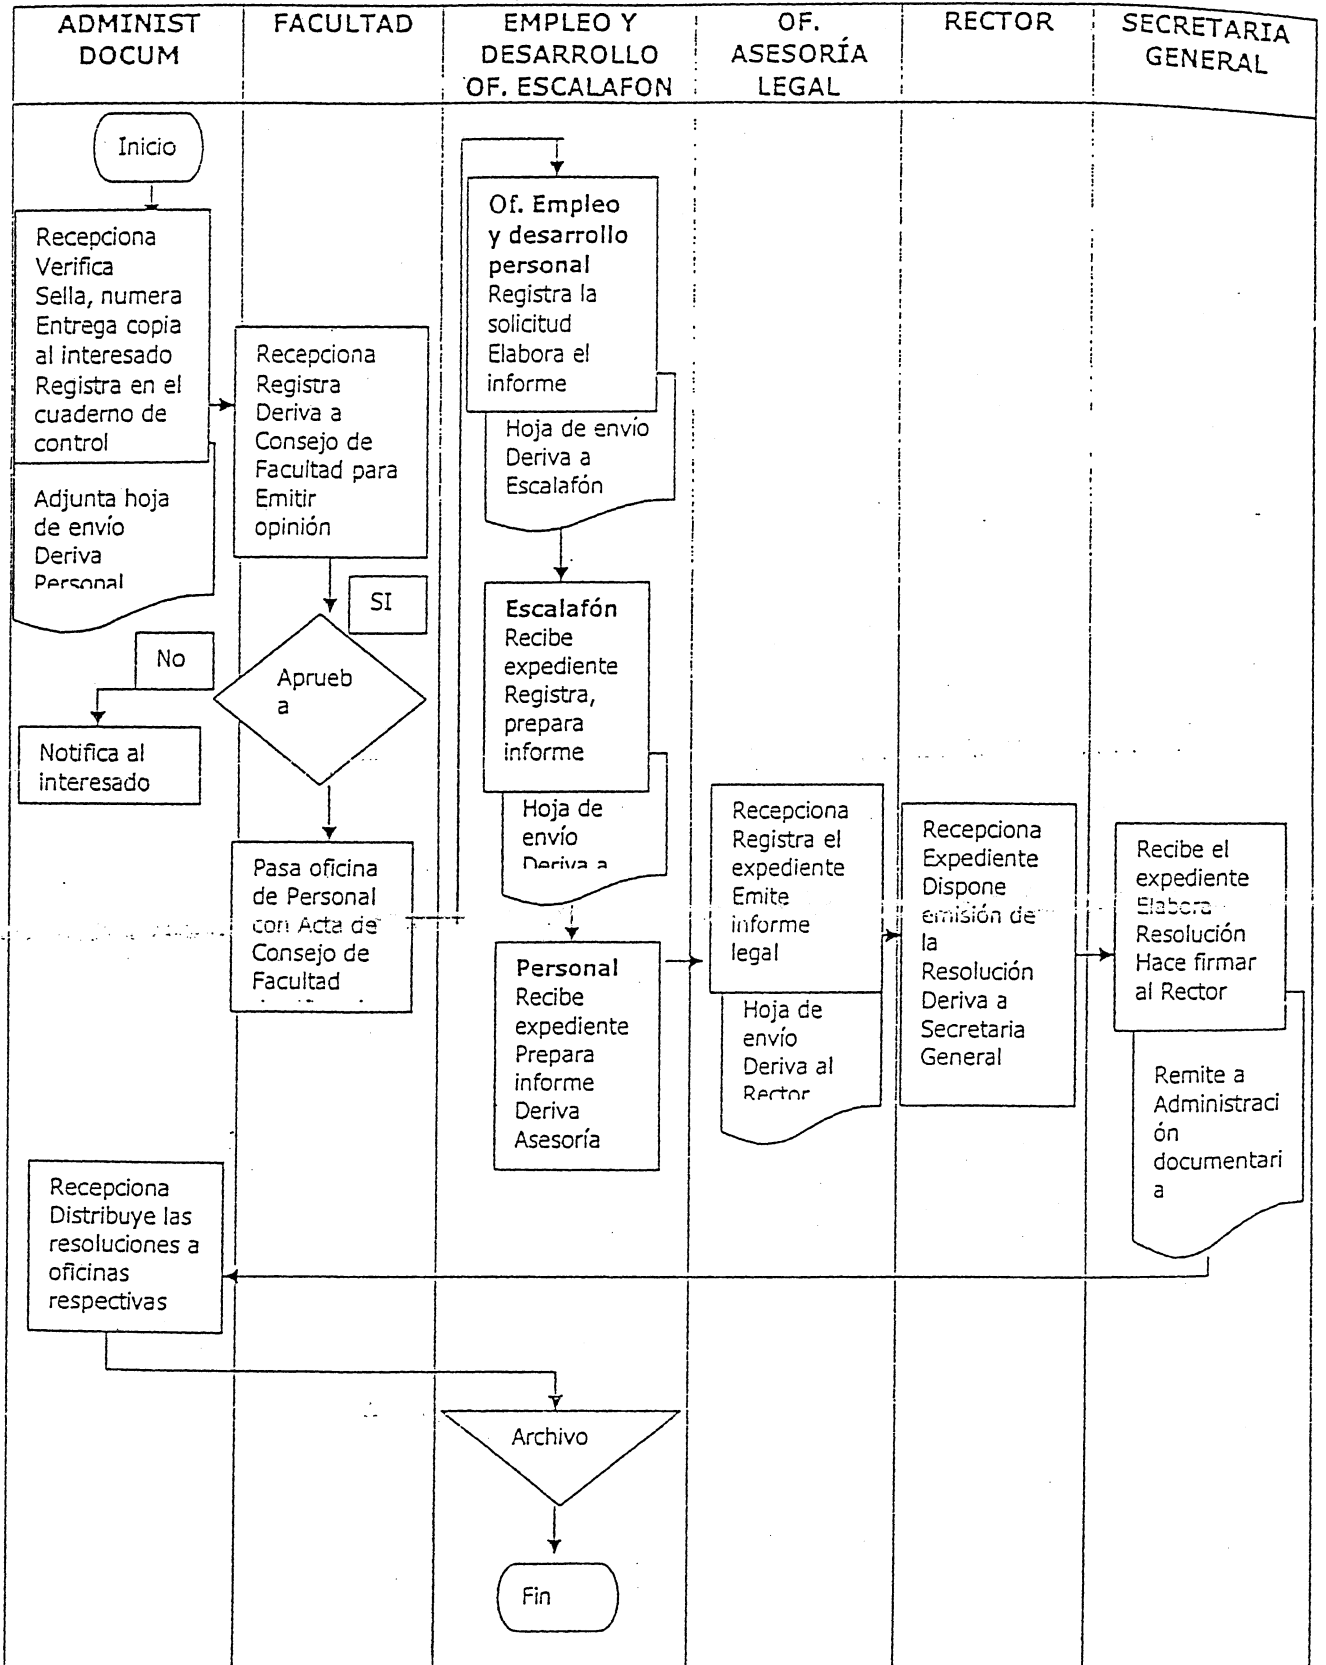 ADMINIST
DOCUM
FACULTAD
EMPLEO Y
DESARROLLO
OF. ESCALAFON
OF.
ASESORÍA
LEGAL
RECTOR
SECRETARIA
GENERAL
Inicio
Recepciona
Verifica
Sella, numera
Entrega copia
al interesado
Registra en el
cuaderno de
control
Adjunta hoja
de envío
Deriva
Personal
No
Notifica al
interesado
Recepciona
Registra
Deriva a
Consejo de
Facultad para
Emitir
opinión
SI
Aprueb
a
Pasa oficina
de Personal
con Acta de
Consejo de
Facultad
Of. Empleo
y desarrollo
personal
Registra la
solicitud
Elabora el
informe
Hoja de envío
Deriva a
Escalafón
Escalafón
Recibe
expediente
Registra,
prepara
informe
Hoja de
envío
Deriva a
Personal
Recibe
expediente
Prepara
informe
Deriva
Asesoría
Recepciona
Registra el
expediente
Emite
informe
legal
Hoja de
envío
Deriva al
Rector
Recepciona
Expediente
Dispone
emisión de
la
Resolución
Deriva a
Secretaria
General
Recibe el
expediente
Elabora
Resolución
Hace firmar
al Rector
Remite a
Administraci
ón
documentari
a
Recepciona
Distribuye las
resoluciones a
oficinas
respectivas
Archivo
Fin